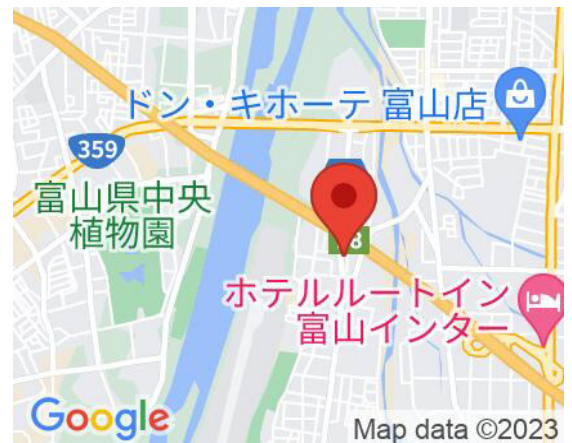 ドン・キホーテ 富山店
359
富山県中央
植物園
8
ホテルルートイン
富山インター
Google
Map data ©2023